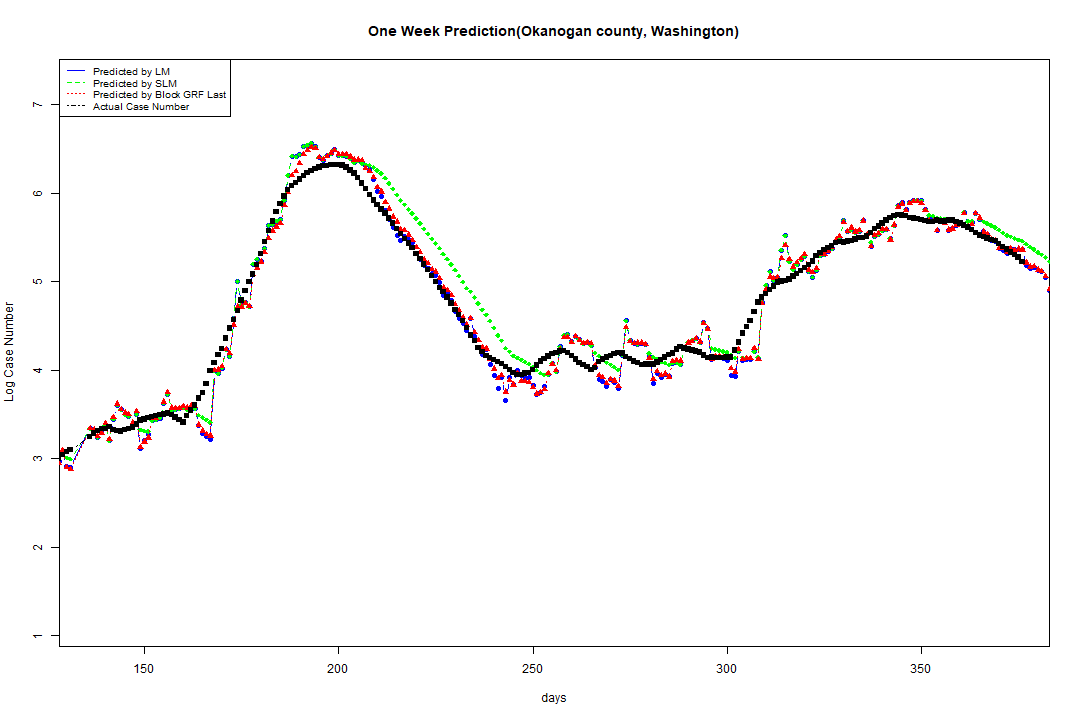 One Week Prediction(Okanogan county, Washington)
Predicted by LM
Predicted by SLM
Predicted by Block GRF Last
Actual Case Number
7
6
5
4
3
2
1
Log Case Number
150 200 250 300 350
days